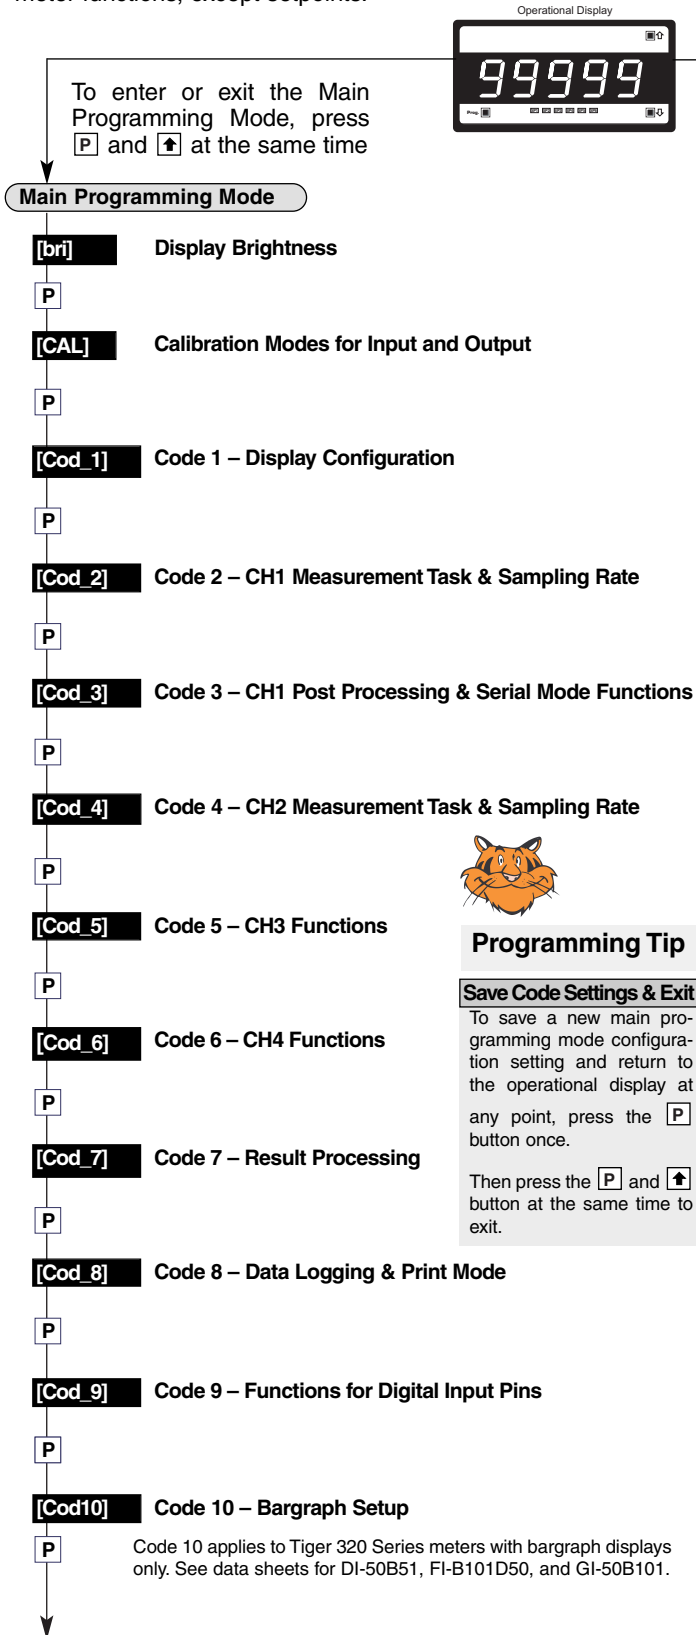 meter functions, except setpoints.
Operational Display
99999
Prog.
To enter or exit the Main
Programming Mode, press
P and at the same time
Main Programming Mode
[bri] Display Brightness
P
[CAL] Calibration Modes for Input and Output
P
[Cod_1] Code 1 – Display Configuration
P
[Cod_2] Code 2 – CH1 Measurement Task & Sampling Rate
P
[Cod_3] Code 3 – CH1 Post Processing & Serial Mode Functions
P
[Cod_4] Code 4 – CH2 Measurement Task & Sampling Rate
P
[Cod_5] Code 5 – CH3 Functions
P
[Cod_6] Code 6 – CH4 Functions
P
[Cod_7] Code 7 – Result Processing
P
Programming Tip
Save Code Settings & Exit
To save a new main pro-
gramming mode configura-
tion setting and return to
the operational display at
any point, press the P
button once.
Then press the P and
button at the same time to
exit.
[Cod_8] Code 8 – Data Logging & Print Mode
P
[Cod_9] Code 9 – Functions for Digital Input Pins
P
[Cod10] Code 10 – Bargraph Setup
P
Code 10 applies to Tiger 320 Series meters with bargraph displays
only. See data sheets for DI-50B51, FI-B101D50, and GI-50B101.